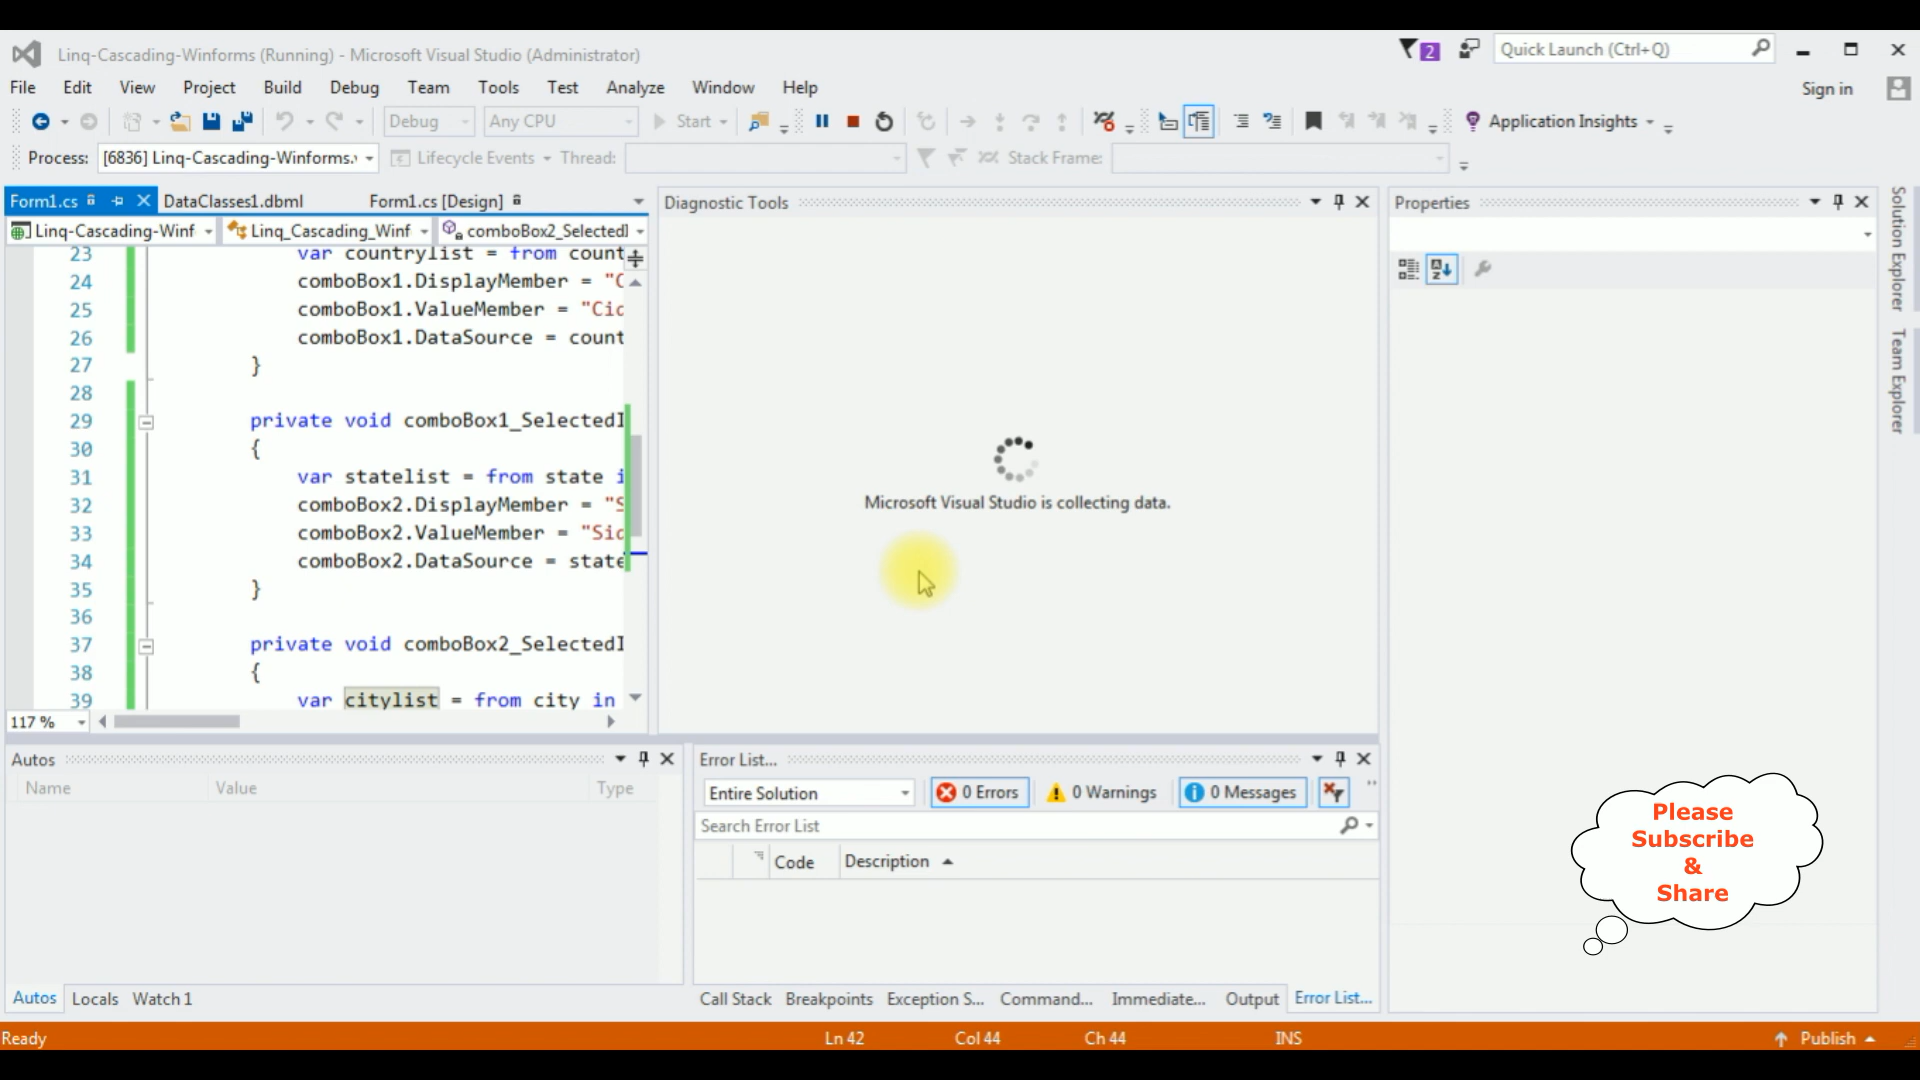 Linq-Cascading-Winforms (Running) - Microsoft Visual Studio (Administrator)
2
Quick Launch (Ctrl+Q)
File Edit View Project Build Debug Team Tools Test Analyze Window Help
Sign in
Debug Any CPU Start Application Insights
Process: [6836] Linq-Cascading-Winforms.v Lifecycle Events Thread: Stack Frame:
Form1.cs DataClasses1.dbml Form1.cs [Design]
Diagnostic Tools
Properties
Solution Explorer
Team Explorer
Linq-Cascading-Winf Linq_Cascading_Winf comboBox2_SelectedI
23 var countrylist = from count
24 comboBox1.DisplayMember = "C
25 comboBox1.ValueMember = "Cid
26 comboBox1.DataSource = count
27 }
28
29 private void comboBox1_SelectedI
30 {
31 var statelist = from state i
32 comboBox2.DisplayMember = "S
33 comboBox2.ValueMember = "Sid
34 comboBox2.DataSource = state
35 }
36
37 private void comboBox2_SelectedI
38 {
39 var citylist = from city in
117 %
Microsoft Visual Studio is collecting data.
Autos
Name Value Type
Autos Locals Watch 1
Error List...
Entire Solution 0 Errors 0 Warnings 0 Messages
Search Error List
Code Description
Call Stack Breakpoints Exception S... Command... Immediate... Output Error List...
Please
Subscribe
&
Share
Ready Ln 42 Col 44 Ch 44 INS Publish